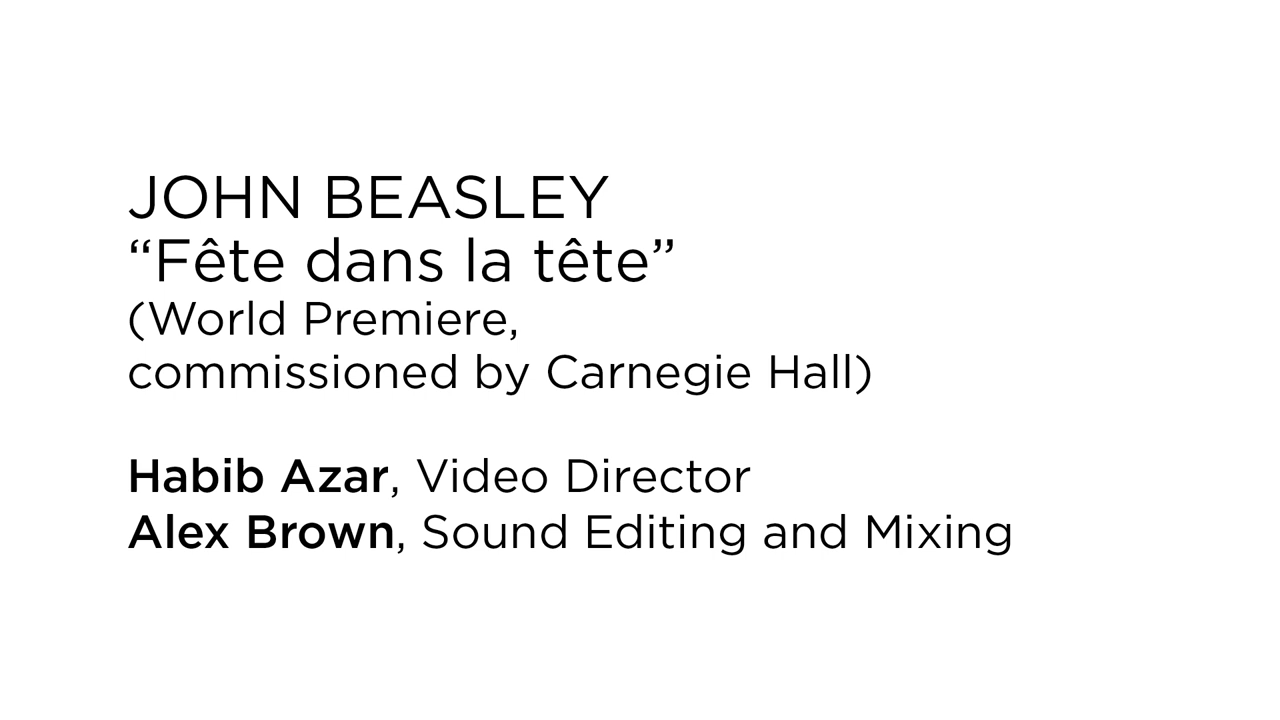 JOHN BEASLEY
“Fête dans la tête”
(World Premiere,
commissioned by Carnegie Hall)
Habib Azar, Video Director
Alex Brown, Sound Editing and Mixing